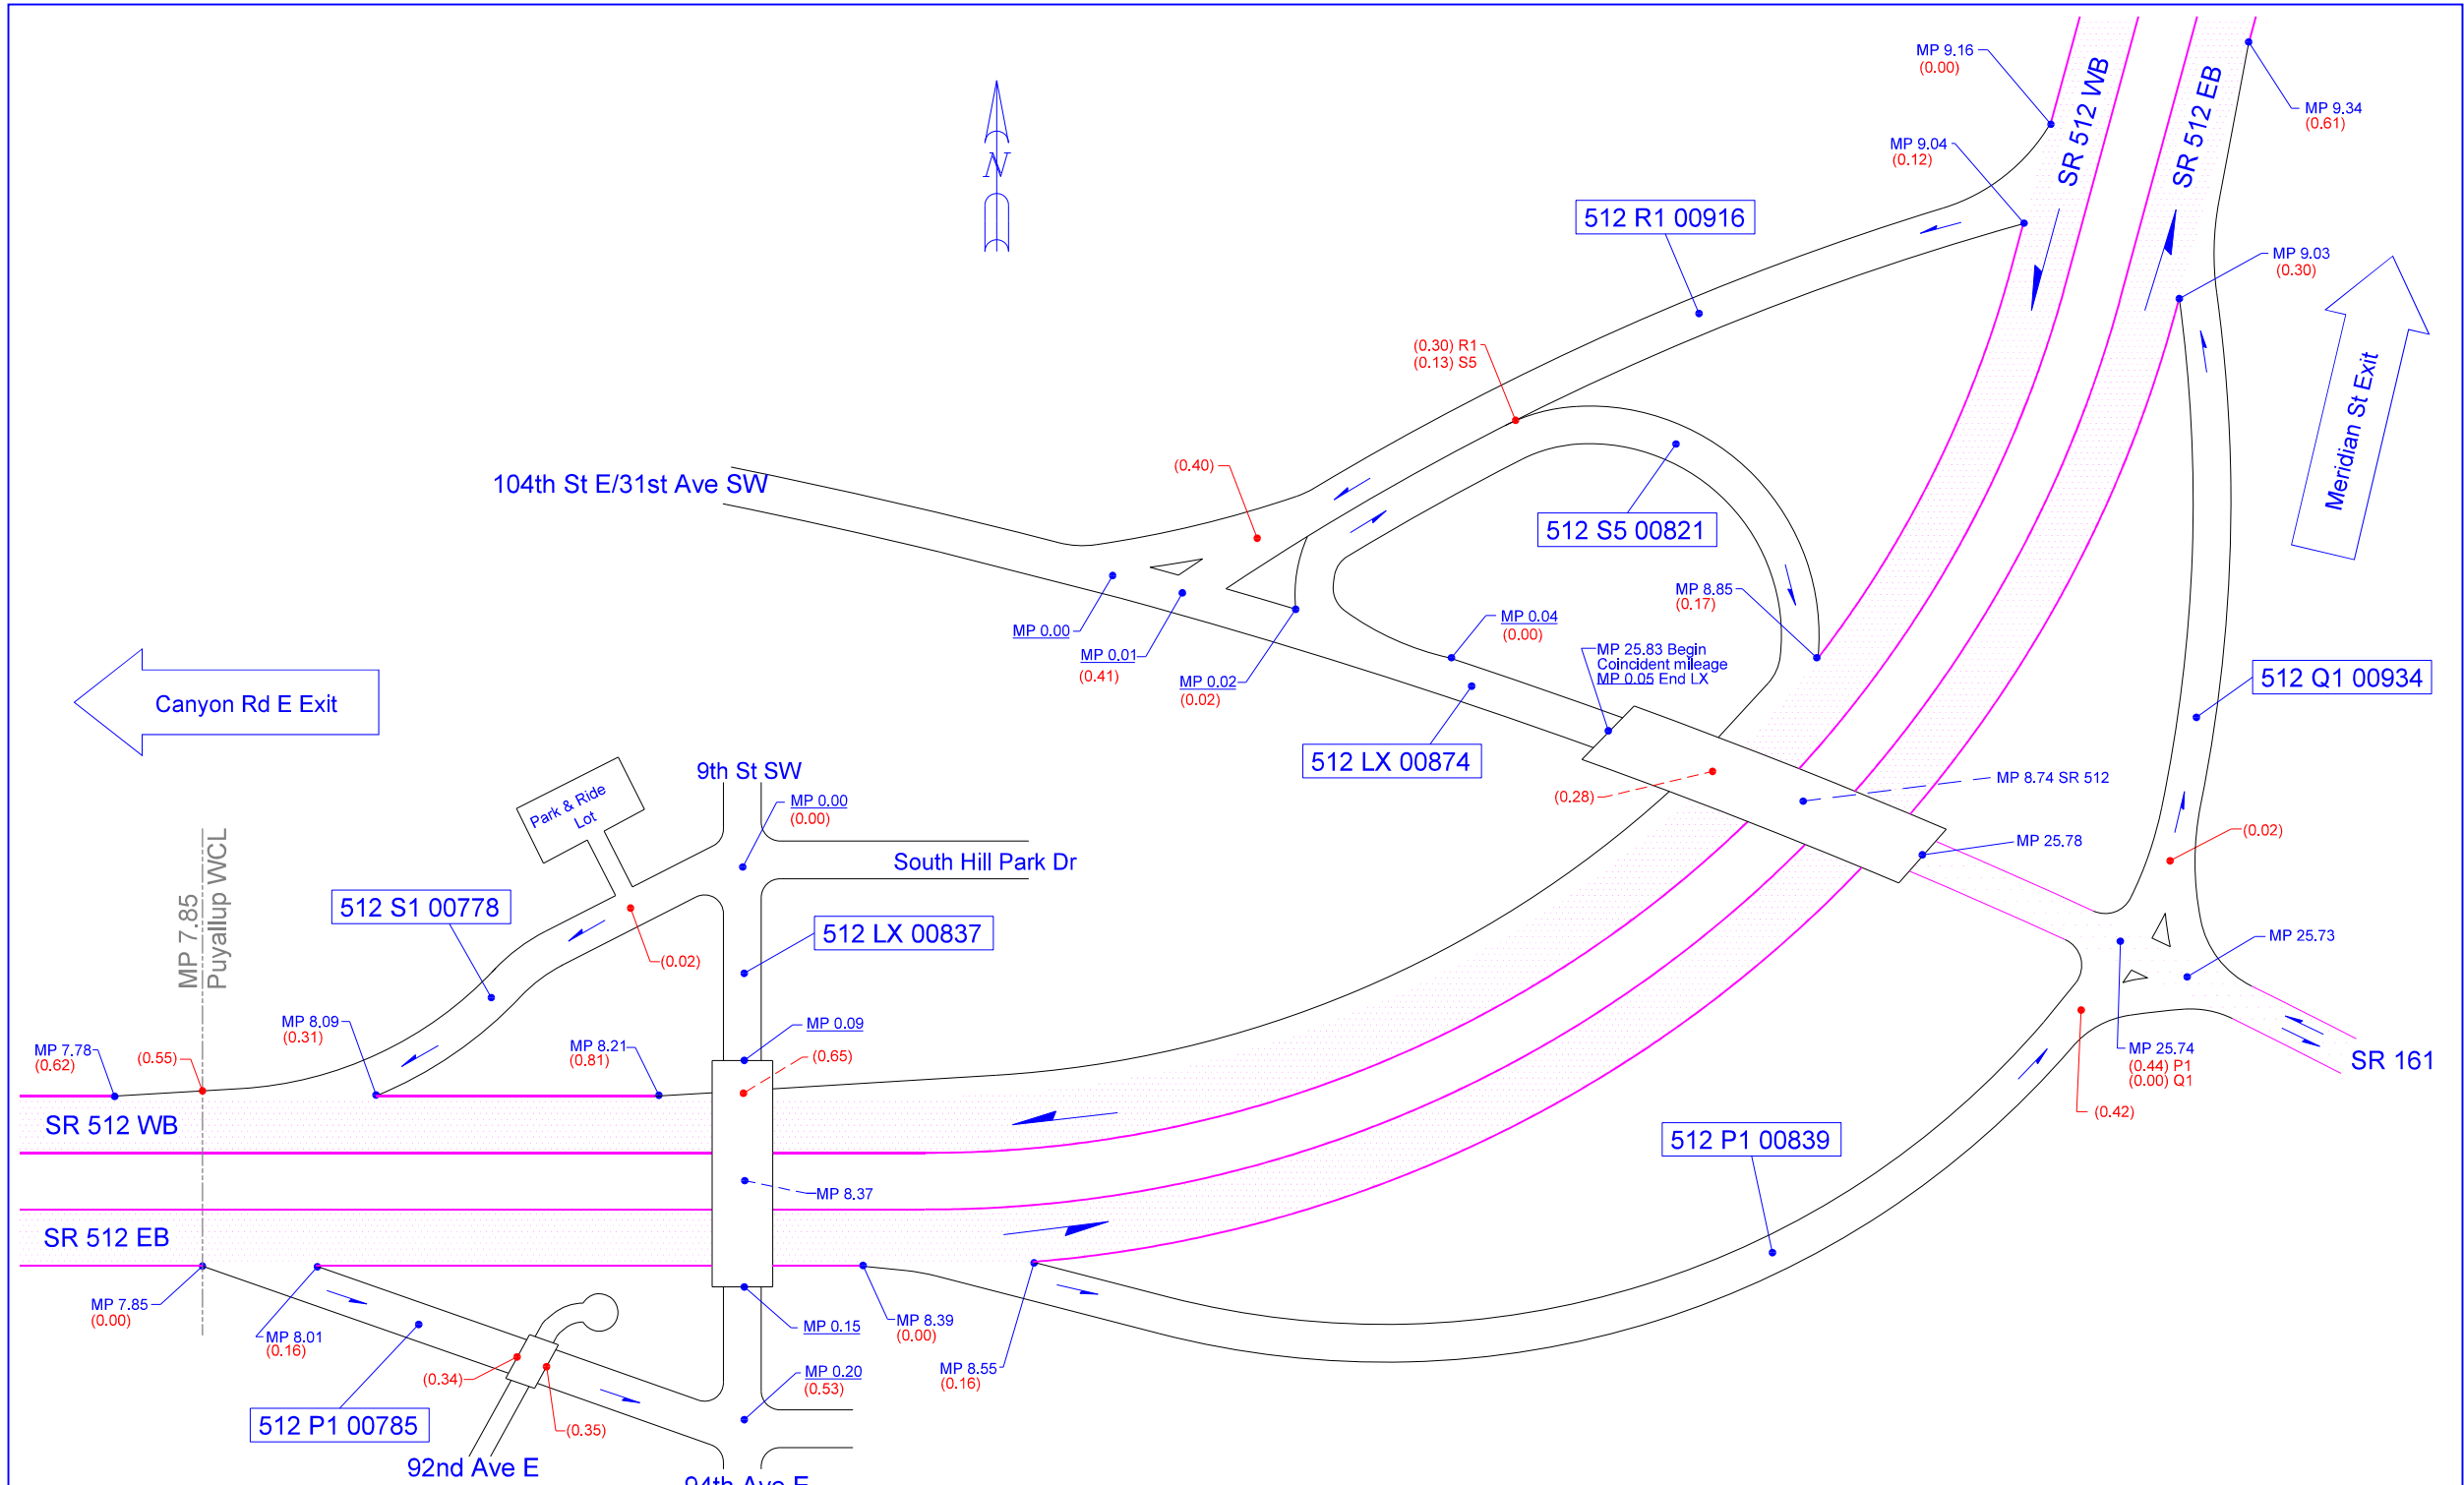 MP 9.16
(0.00)
SR 512 WB
SR 512 EB
MP 9.34
(0.61)
MP 9.04
(0.12)
N
512 R1 00916
MP 9.03
(0.30)
(0.30) R1
(0.13) S5
Meridian St Exit
(0.40)
104th St E/31st Ave SW
512 S5 00821
MP 8.85
(0.17)
MP 0.00
MP 0.04
(0.00)
MP 0.01
(0.41)
MP 25.83 Begin
Coincident mileage
MP 0.05 End LX
MP 0.02
(0.02)
512 Q1 00934
Canyon Rd E Exit
512 LX 00874
9th St SW
MP 8.74 SR 512
(0.28)
Park & Ride
Lot
MP 0.00
(0.00)
(0.02)
MP 25.78
South Hill Park Dr
MP 7.85
Puyallup WCL
512 S1 00778
512 LX 00837
MP 25.73
(0.02)
MP 8.09
(0.31)
MP 0.09
MP 7.78
(0.62)
(0.55)
MP 8.21
(0.81)
(0.65)
MP 25.74
(0.44) P1
(0.00) Q1
SR 161
SR 512 WB
(0.42)
512 P1 00839
MP 8.37
SR 512 EB
MP 7.85
(0.00)
MP 8.01
(0.16)
MP 0.15
MP 8.39
(0.00)
(0.34)
MP 0.20
(0.53)
MP 8.55
(0.16)
512 P1 00785
(0.35)
92nd Ave E
94th Ave E